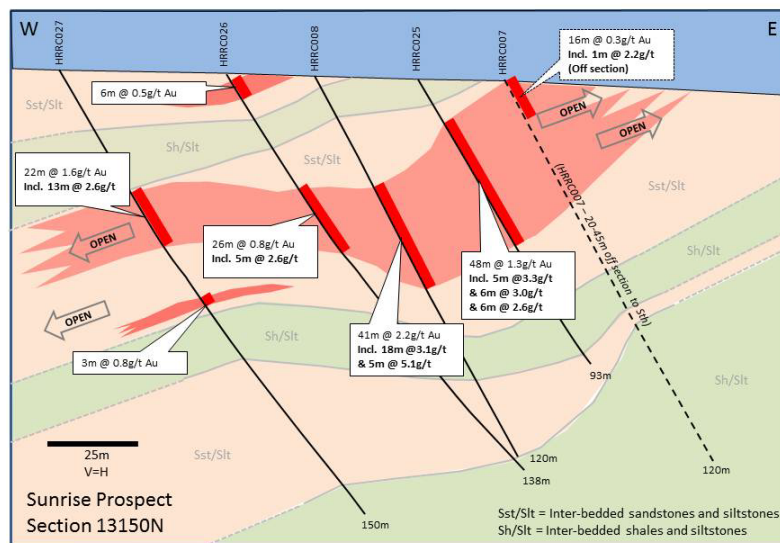 W
E
HRRC027
HRRC026
HRRC008
HRRC025
HRRC007
16m @ 0.3g/t Au
Incl. 1m @ 2.2g/t
(Off section)
6m @ 0.5g/t Au
OPEN
OPEN
Sst/Slt
Sh/Slt
Sst/Slt
Sst/Slt
22m @ 1.6g/t Au
Incl. 13m @ 2.6g/t
OPEN
26m @ 0.8g/t Au
Incl. 5m @ 2.6g/t
48m @ 1.3g/t Au
Incl. 5m @3.3g/t
& 6m @ 3.0g/t
& 6m @ 2.6g/t
(HRRC007 - 20-45m off section to Sth)
OPEN
3m @ 0.8g/t Au
41m @ 2.2g/t Au
Incl. 18m @3.1g/t
& 5m @ 5.1g/t
Sh/Slt
Sh/Slt
93m
25m
V=H
Sst/Slt
120m
138m
120m
150m
Sunrise Prospect
Section 13150N
Sst/Slt = Inter-bedded sandstones and siltstones
Sh/Slt = Inter-bedded shales and siltstones